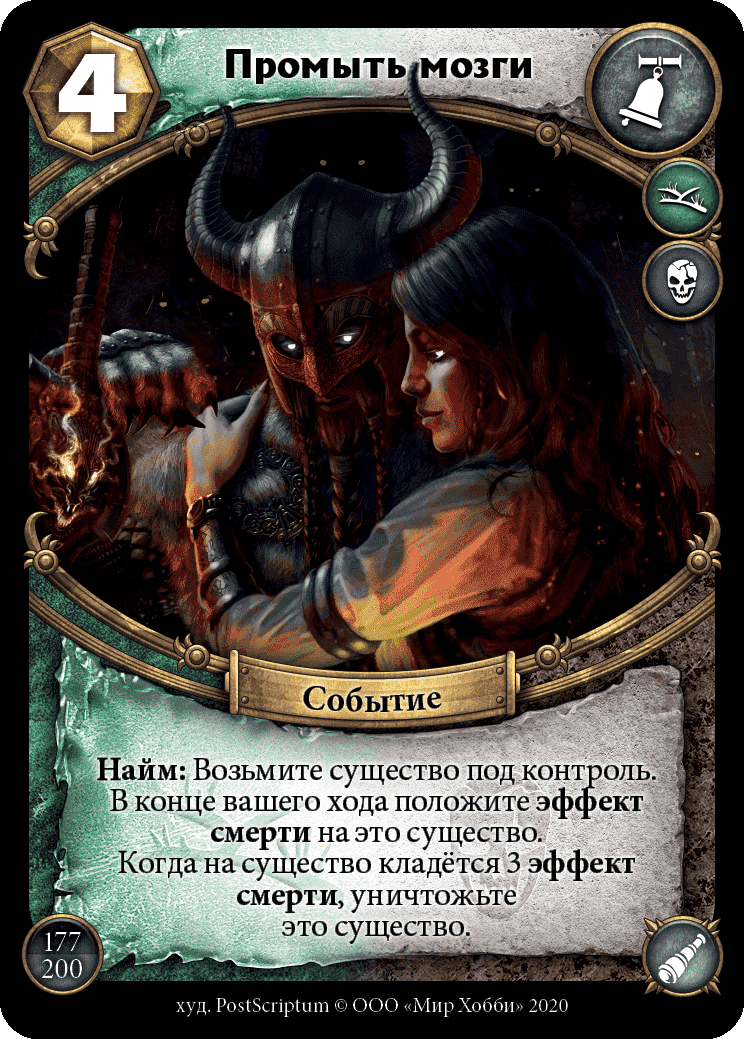 4
Промыть мозги
Событие
Найм: Возьмите существо под контроль.
В конце вашего хода положите эффект
смерти на это существо.
Когда на существо кладётся 3 эффект
смерти, уничтожьте
это существо.
177
200
худ. PostScriptum © ООО «Мир Хобби» 2020